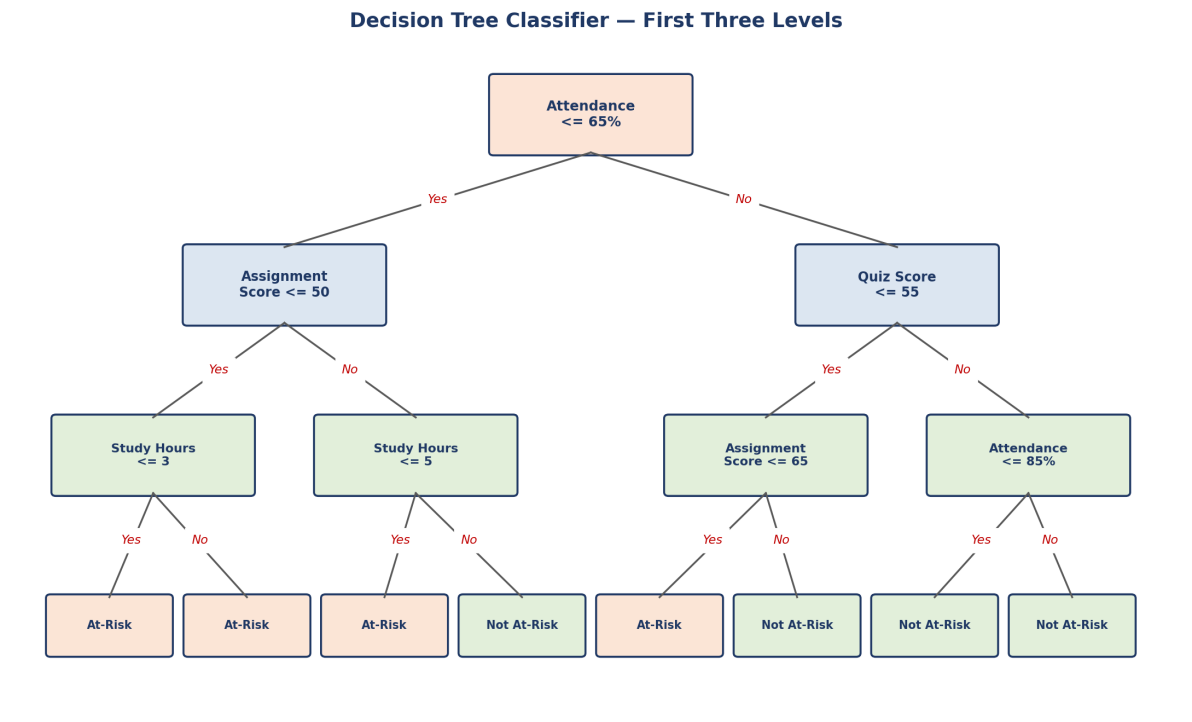 Decision Tree Classifier — First Three Levels
Attendance
<= 65%
Yes
No
Assignment
Score <= 50
Quiz Score
<= 55
Yes
No
Yes
No
Study Hours
<= 3
Study Hours
<= 5
Assignment
Score <= 65
Attendance
<= 85%
Yes
No
Yes
No
Yes
No
Yes
No
At-Risk
At-Risk
At-Risk
Not At-Risk
At-Risk
Not At-Risk
Not At-Risk
Not At-Risk